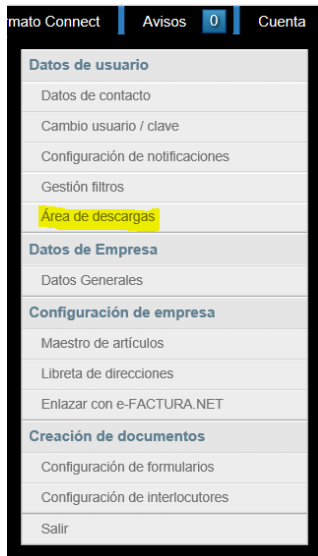 mato Connect Avisos 0 Cuenta
Datos de usuario
Datos de contacto
Cambio usuario / clave
Configuración de notificaciones
Gestión filtros
Área de descargas
Datos de Empresa
Datos Generales
Configuración de empresa
Maestro de artículos
Libreta de direcciones
Enlazar con e-FACTURA.NET
Creación de documentos
Configuración de formularios
Configuración de interlocutores
Salir